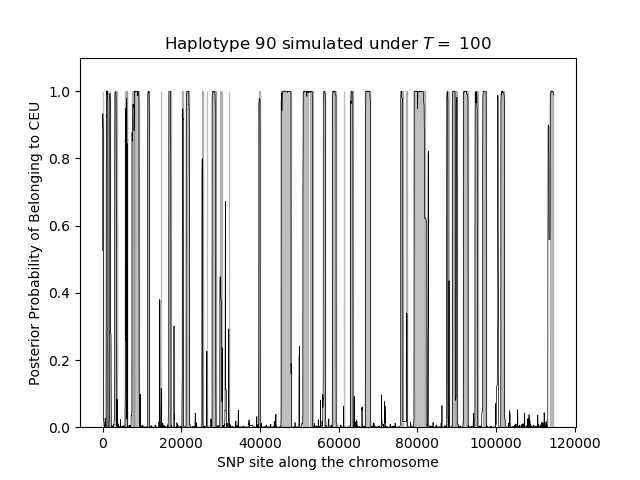 Haplotype 90 simulated under T = 100
Posterior Probability of Belonging to CEU
1.0
0.8
0.6
0.4
0.2
0.0
0 20000 40000 60000 80000 100000 120000
SNP site along the chromosome